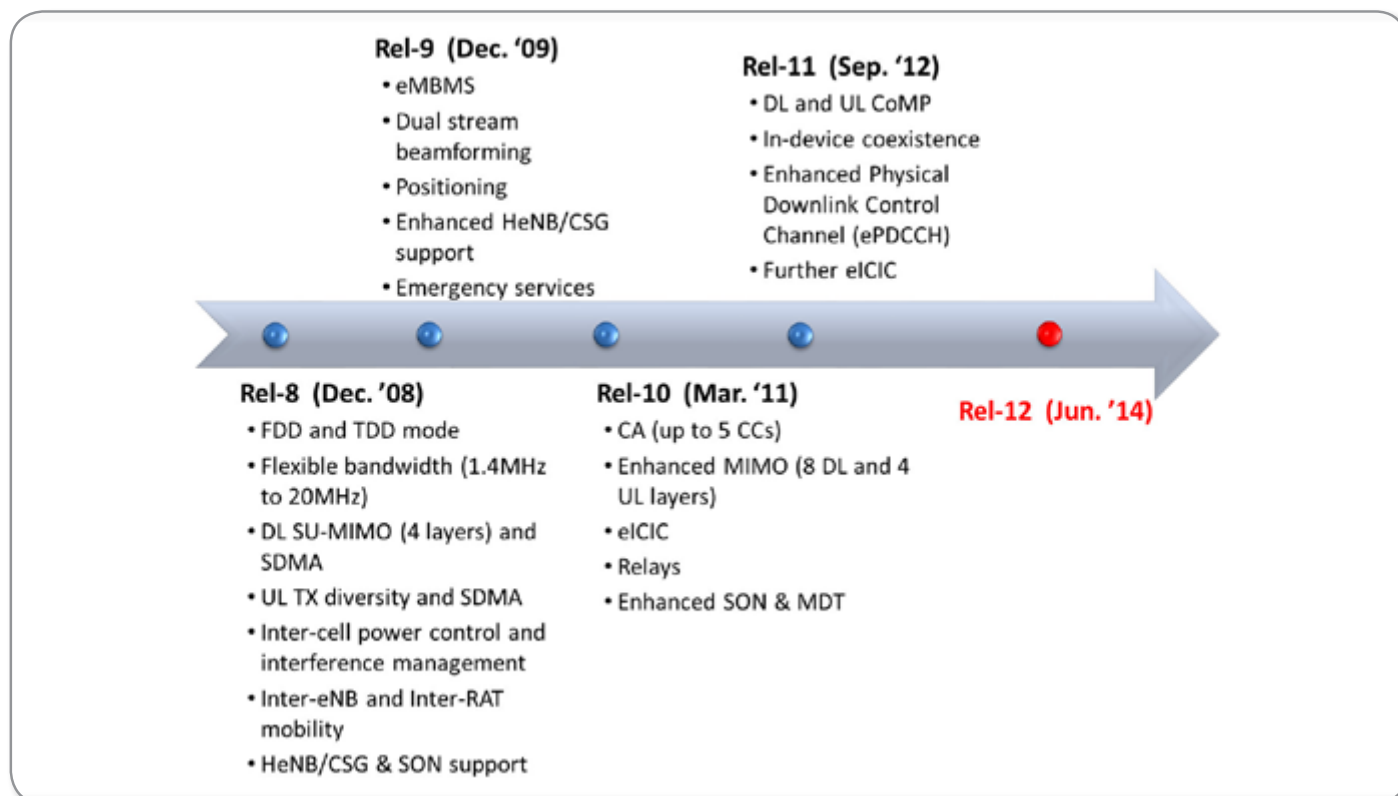 Rel-9 (Dec. ‘09)
• eMBMS
• Dual stream
beamforming
• Positioning
• Enhanced HeNB/CSG
support
• Emergency services
Rel-11 (Sep. ‘12)
• DL and UL CoMP
• In-device coexistence
• Enhanced Physical
Downlink Control
Channel (ePDCCH)
• Further eICIC
Rel-8 (Dec. ’08)
• FDD and TDD mode
• Flexible bandwidth (1.4MHz
to 20MHz)
• DL SU-MIMO (4 layers) and
SDMA
• UL TX diversity and SDMA
• Inter-cell power control and
interference management
• Inter-eNB and Inter-RAT
mobility
• HeNB/CSG & SON support
Rel-10 (Mar. ’11)
• CA (up to 5 CCs)
• Enhanced MIMO (8 DL and 4
UL layers)
• eICIC
• Relays
• Enhanced SON & MDT
Rel-12 (Jun. ’14)